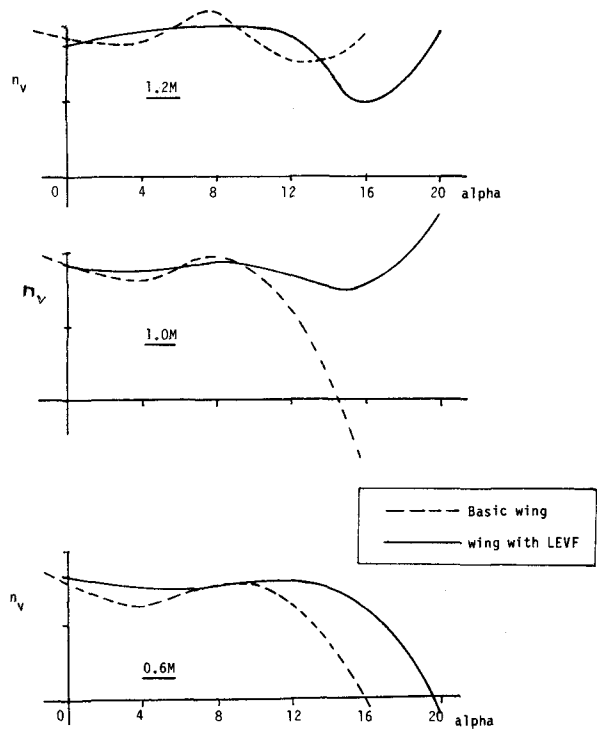 n_v
1.2M
0 4 8 12 16 20 alpha
n_v
1.0M
Basic wing
wing with LEVF
n_v
0.6M
0 4 8 12 16 20 alpha